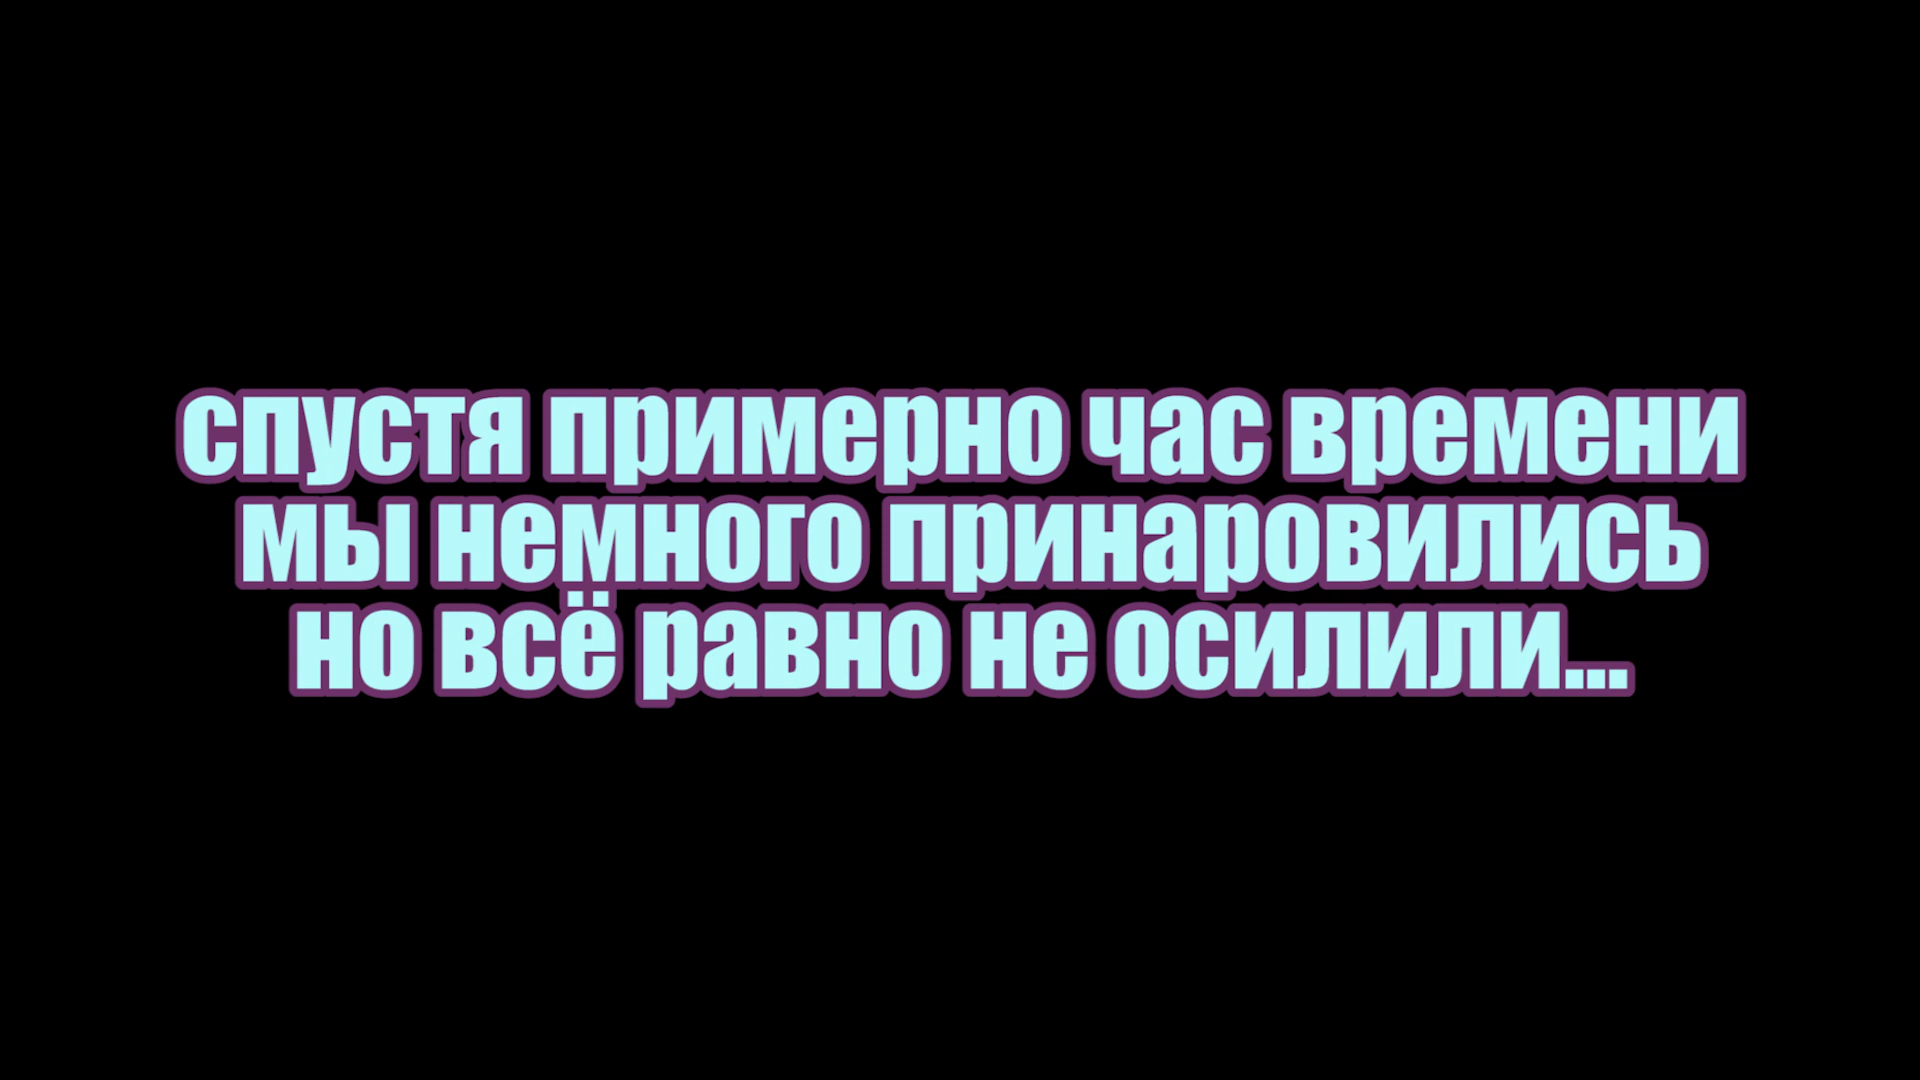 спустя примерно час времени
мы немного принаровились
но всё равно не осилили...